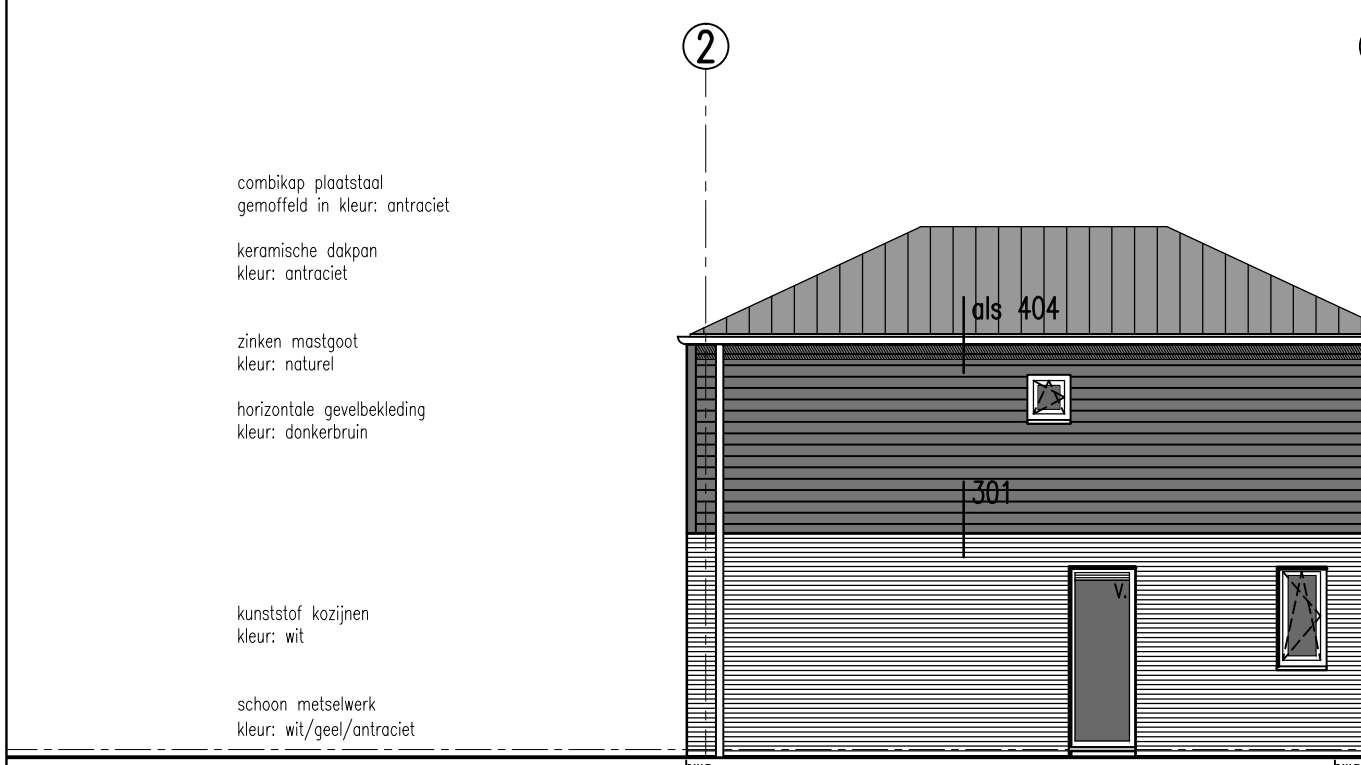 2
combikap plaatstaal
gemoffeld in kleur: antraciet
keramische dakpan
kleur: antraciet
als 404
zinken mastgoot
kleur: naturel
horizontale gevelbekleding
kleur: donkerbruin
301
V.
kunststof kozijnen
kleur: wit
schoon metselwerk
kleur: wit/geel/antraciet